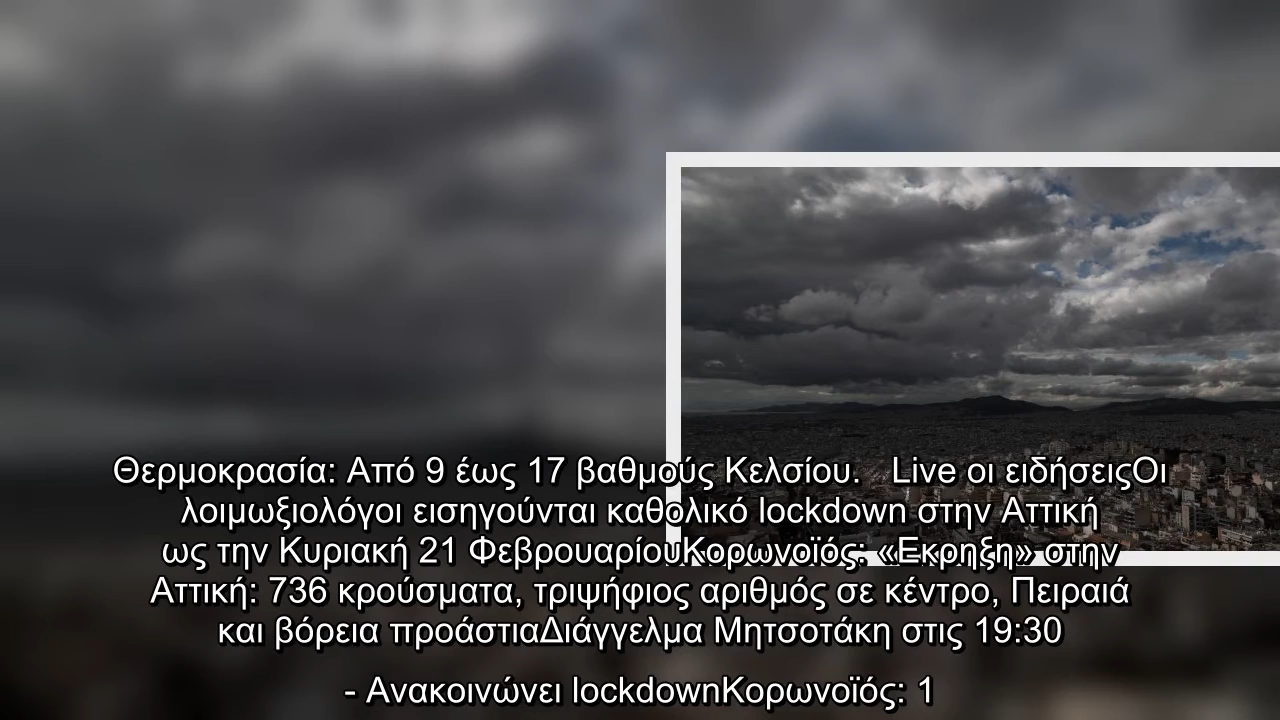 Θερμοκρασία: Από 9 έως 17 βαθμούς Κελσίου.   Live οι ειδήσειςΟι
λοιμωξιολόγοι εισηγούνται καθολικό lockdown στην Αττική
ως την Κυριακή 21 ΦεβρουαρίουΚορωνοϊός: «Εκρηξη» στην
Αττική: 736 κρούσματα, τριψήφιος αριθμός σε κέντρο, Πειραιά
και βόρεια προάστιαΔιάγγελμα Μητσοτάκη στις 19:30
- Ανακοινώνει lockdownΚορωνοϊός: 1